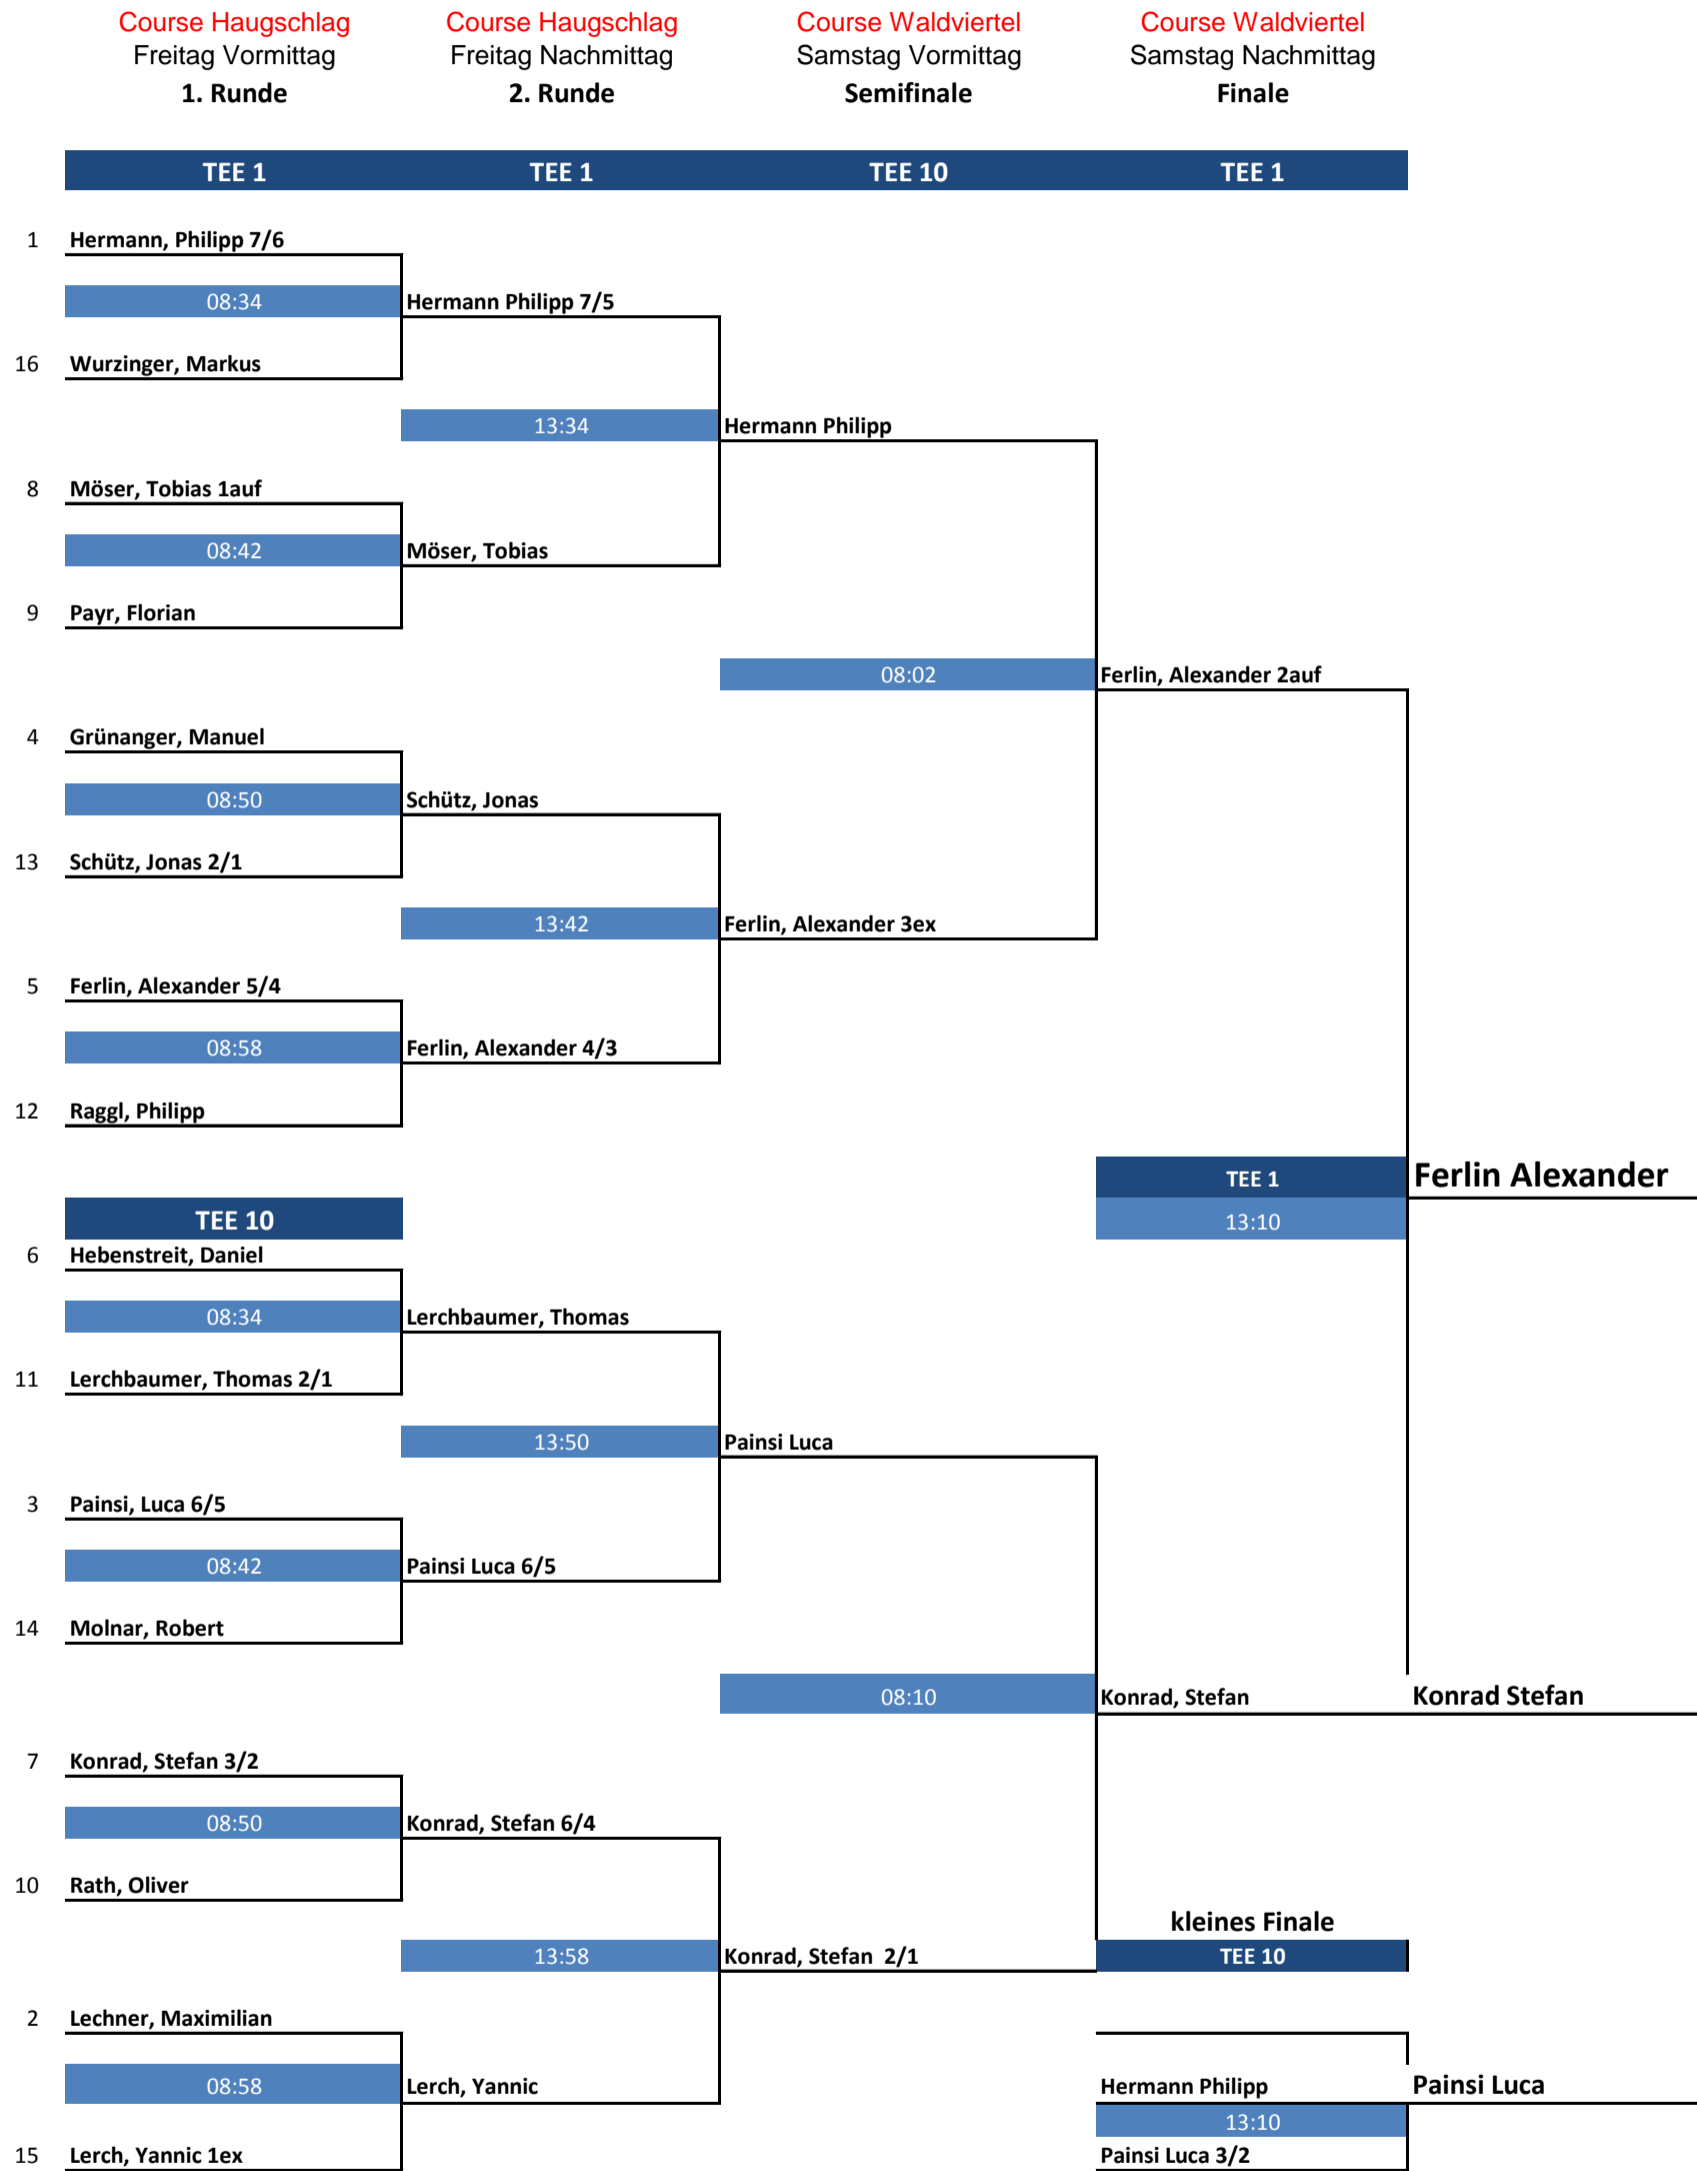 Course Haugschlag Course Haugschlag Course Waldviertel Course Waldviertel
Freitag Vormittag Freitag Nachmittag Samstag Vormittag Samstag Nachmittag
1. Runde 2. Runde Semifinale Finale
TEE 1 TEE 1 TEE 10 TEE 1
1 Hermann, Philipp 7/6
08:34 Hermann Philipp 7/5
16 Wurzinger, Markus
13:34 Hermann Philipp
8 Möser, Tobias 1auf
08:42 Möser, Tobias
9 Payr, Florian
08:02 Ferlin, Alexander 2auf
4 Grünanger, Manuel
08:50 Schütz, Jonas
13 Schütz, Jonas 2/1
13:42 Ferlin, Alexander 3ex
5 Ferlin, Alexander 5/4
08:58 Ferlin, Alexander 4/3
12 Raggl, Philipp
TEE 1 Ferlin Alexander
TEE 10 13:10
6 Hebenstreit, Daniel
08:34 Lerchbaumer, Thomas
11 Lerchbaumer, Thomas 2/1
13:50 Painsi Luca
3 Painsi, Luca 6/5
08:42 Painsi Luca 6/5
14 Molnar, Robert
08:10 Konrad, Stefan Konrad Stefan
7 Konrad, Stefan 3/2
08:50 Konrad, Stefan 6/4
10 Rath, Oliver
kleines Finale
13:58 Konrad, Stefan 2/1 TEE 10
2 Lechner, Maximilian
08:58 Lerch, Yannic Hermann Philipp Painsi Luca
13:10
15 Lerch, Yannic 1ex Painsi Luca 3/2